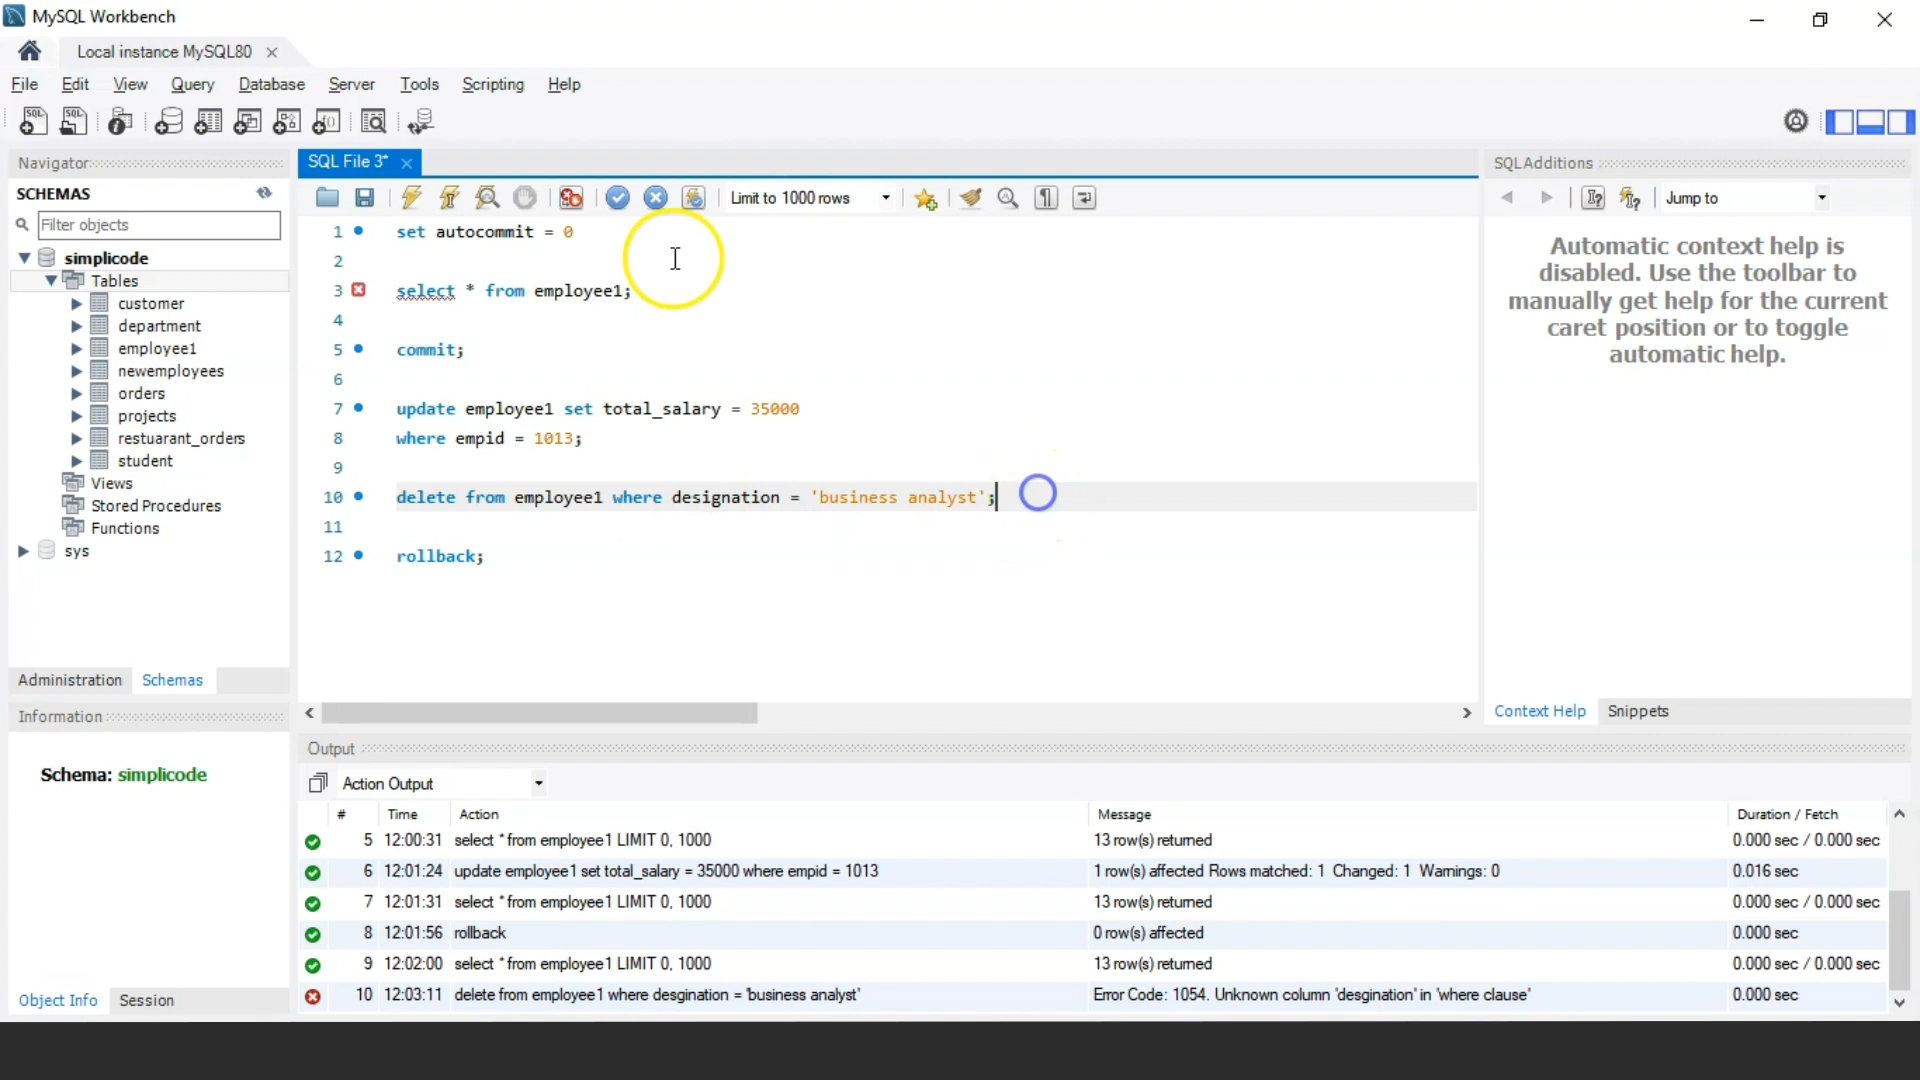 MySQL Workbench
Local instance MySQL80
File Edit View Query Database Server Tools Scripting Help
Navigator
SCHEMAS
Filter objects
simplicode
Tables
customer
department
employee1
newemployees
orders
projects
restuarant_orders
student
Views
Stored Procedures
Functions
sys
Administration Schemas
Information
Schema: simplicode
Object Info Session
SQL File 3*
Limit to 1000 rows
1 set autocommit = 0
2
3 select * from employee1;
4
5 commit;
6
7 update employee1 set total_salary = 35000
8 where empid = 1013;
9
10 delete from employee1 where designation = 'business analyst';
11
12 rollback;
SQLAdditions
Jump to
Automatic context help is
disabled. Use the toolbar to
manually get help for the current
caret position or to toggle
automatic help.
Context Help Snippets
Output
Action Output
# Time Action Message Duration / Fetch
5 12:00:31 select * from employee1 LIMIT 0, 1000 13 row(s) returned 0.000 sec / 0.000 sec
6 12:01:24 update employee1 set total_salary = 35000 where empid = 1013 1 row(s) affected Rows matched: 1 Changed: 1 Warnings: 0 0.016 sec
7 12:01:31 select * from employee1 LIMIT 0, 1000 13 row(s) returned 0.000 sec / 0.000 sec
8 12:01:56 rollback 0 row(s) affected 0.000 sec
9 12:02:00 select * from employee1 LIMIT 0, 1000 13 row(s) returned 0.000 sec / 0.000 sec
10 12:03:11 delete from employee1 where desgination = 'business analyst' Error Code: 1054. Unknown column 'desgination' in 'where clause' 0.000 sec